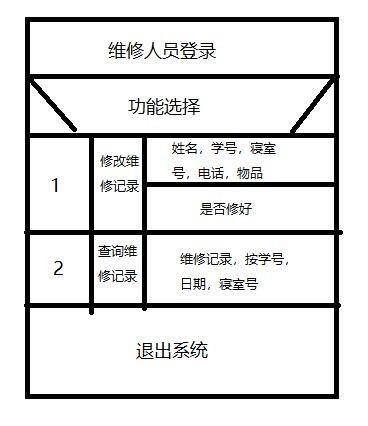 维修人员登录
功能选择
1
修改维
修记录
姓名，学号，寝室
号，电话，物品
是否修好
2
查询维
修记录
维修记录，按学号，
日期，寝室号
退出系统